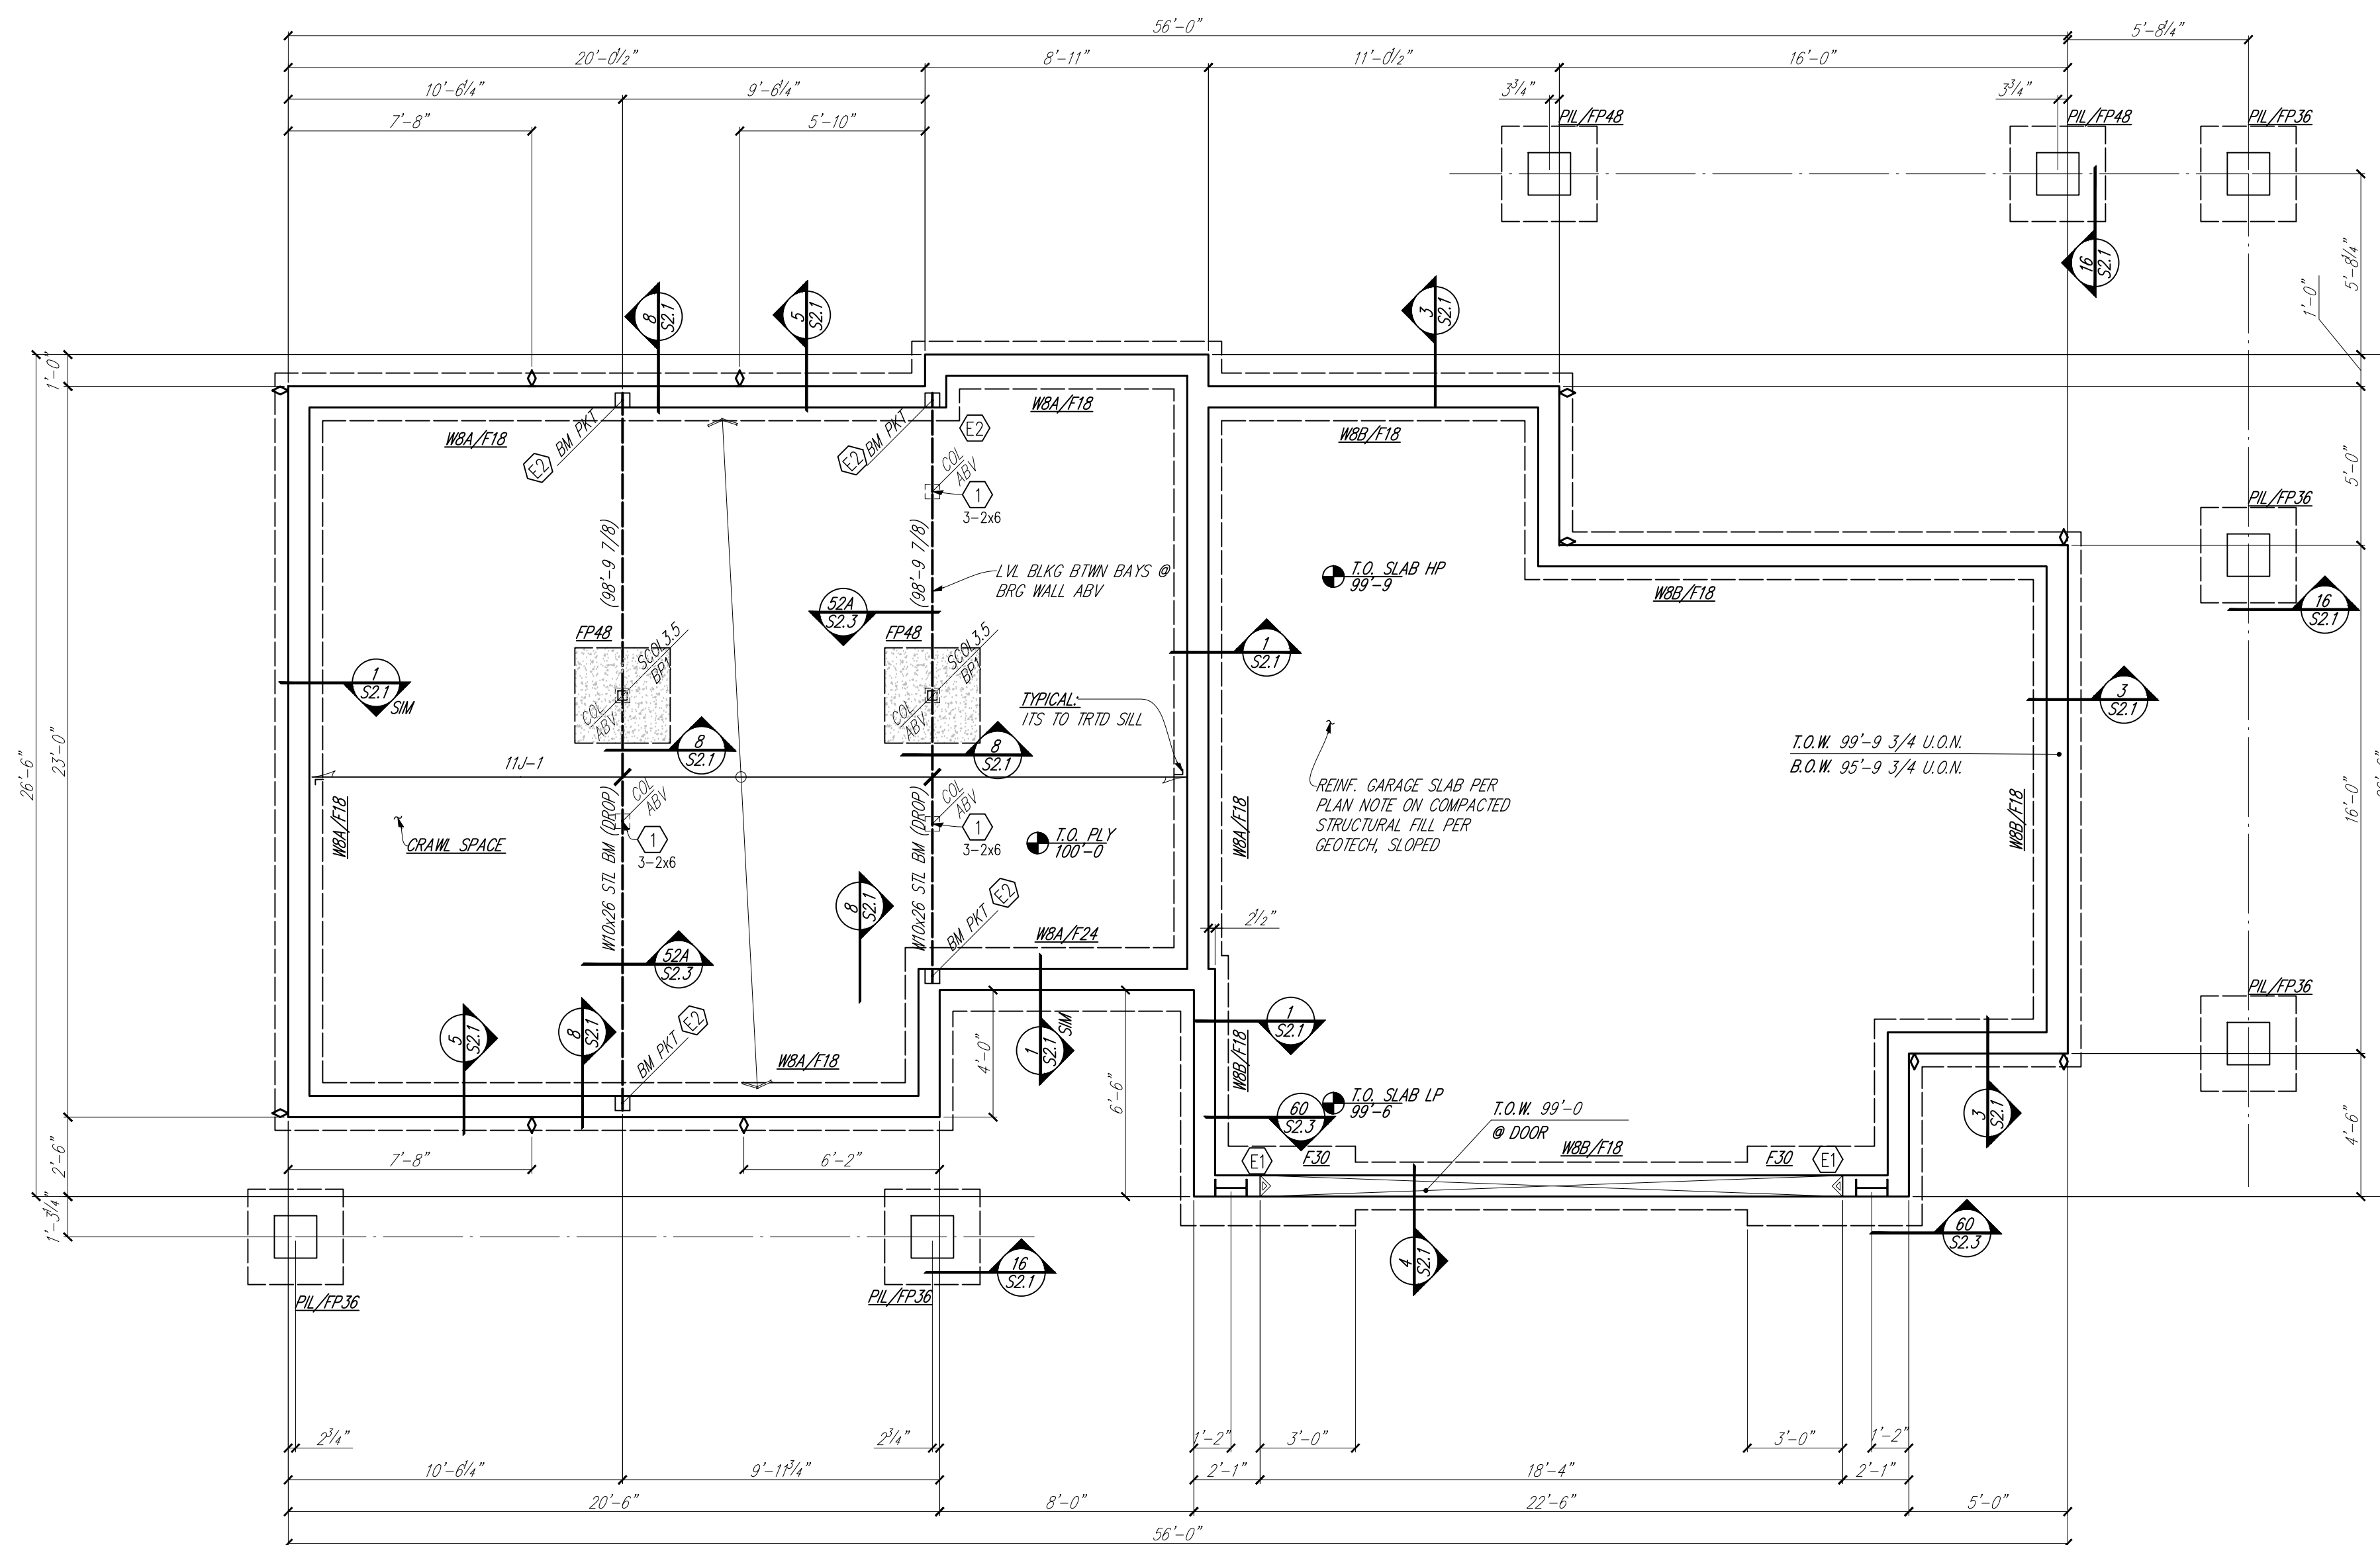 56'-0"
5'-8 1/4"
20'-0 1/2"
8'-11"
11'-0 1/2"
16'-0"
10'-6 1/4"
9'-6 1/4"
3 3/4"
3 3/4"
7'-8"
5'-10"
PIL/FP48
PIL/FP48
PIL/FP36
5'-8 1/4"
1'-0"
16
S2.1
8
S2.1
5
S2.1
3
S2.1
1'-0"
W8A/F18
W8A/F18
E2
BM PKT
E2
BM PKT
E2
W8B/F18
COL
ABV
1
3-2x6
5'-0"
PIL/FP36
(98'-9 7/8)
(98'-9 7/8)
LVL BLKG BTWN BAYS @
BRG WALL ABV
T.O. SLAB HP
99'-9
W8B/F18
52A
S2.3
16
S2.1
FP48
SCOL3.5
BP1
COL
ABV
FP48
SCOL3.5
BP1
COL
ABV
1
S2.1
1
S2.1
SIM
TYPICAL:
ITS TO TRTD SILL
3
S2.1
8
S2.1
8
S2.1
T.O.W. 99'-9 3/4 U.O.N.
B.O.W. 95'-9 3/4 U.O.N.
26'-6"
23'-0"
11J-1
REINF. GARAGE SLAB PER
PLAN NOTE ON COMPACTED
STRUCTURAL FILL PER
GEOTECH, SLOPED
16'-0"
W8A/F18
CRAWL SPACE
COL
ABV
1
3-2x6
COL
ABV
1
3-2x6
T.O. PLY
100'-0
W8A/F18
W8B/F18
W10x26 STL BM (DROP)
W10x26 STL BM (DROP)
8
S2.1
BM PKT
E2
2 1/2"
W8A/F24
52A
S2.3
PIL/FP36
5
S2.1
8
S2.1
BM PKT
E2
W8A/F18
4'-0"
1
S2.1
SIM
6'-6"
1
S2.1
W8B/F18
60
S2.3
T.O. SLAB LP
99'-6
T.O.W. 99'-0
@ DOOR
3
S2.1
4'-6"
2'-6"
7'-8"
6'-2"
E1
F30
W8B/F18
F30
E1
1'-3 1/4"
PIL/FP36
PIL/FP36
16
S2.1
4
S2.1
60
S2.3
2 3/4"
2 3/4"
1'-2"
3'-0"
3'-0"
1'-2"
10'-6 1/4"
9'-11 3/4"
2'-1"
18'-4"
2'-1"
20'-6"
8'-0"
22'-6"
5'-0"
56'-0"